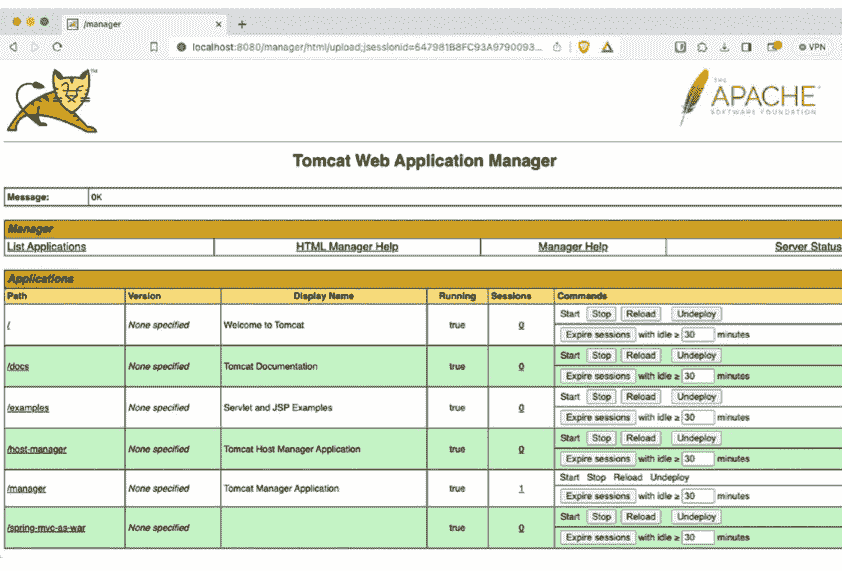 /manager
localhost:8080/manager/html/upload;jsessionid=647981B8FC93A9790093...
VPN
TM
THE
APACHE
SOFTWARE FOUNDATION
Tomcat Web Application Manager
Message: OK
Manager
List Applications HTML Manager Help Manager Help Server Status
Applications
Path Version Display Name Running Sessions Commands
/ None specified Welcome to Tomcat true 0 Start Stop Reload Undeploy
Expire sessions with idle ≥ 30 minutes
/docs None specified Tomcat Documentation true 0 Start Stop Reload Undeploy
Expire sessions with idle ≥ 30 minutes
/examples None specified Servlet and JSP Examples true 0 Start Stop Reload Undeploy
Expire sessions with idle ≥ 30 minutes
/host-manager None specified Tomcat Host Manager Application true 0 Start Stop Reload Undeploy
Expire sessions with idle ≥ 30 minutes
/manager None specified Tomcat Manager Application true 1 Start Stop Reload Undeploy
Expire sessions with idle ≥ 30 minutes
/spring-mvc-as-war None specified true 0 Start Stop Reload Undeploy
Expire sessions with idle ≥ 30 minutes